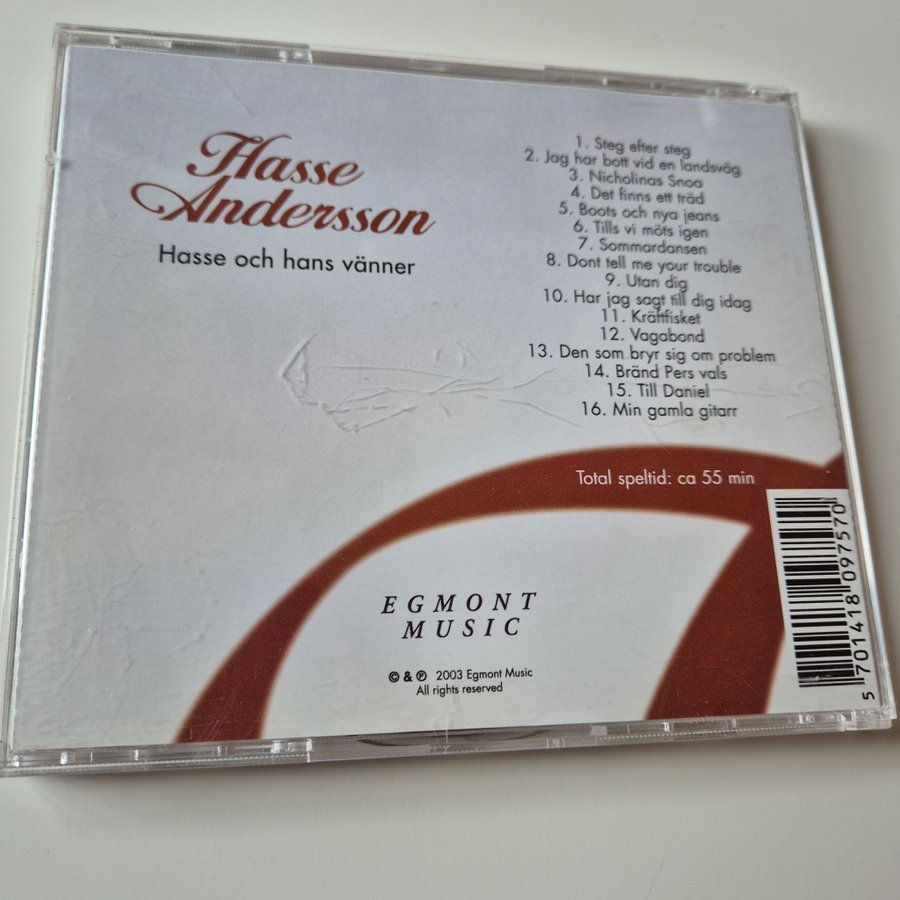 Hasse
Andersson
Hasse och hans vänner
1. Steg efter steg
2. Jag har bott vid en landsväg
3. Nicholinas Snoa
4. Det finns ett träd
5. Boots och nya jeans
6. Tills vi möts igen
7. Sommardansen
8. Dont tell me your trouble
9. Utan dig
10. Har jag sagt till dig idag
11. Kräftfisket
12. Vagabond
13. Den som bryr sig om problem
14. Bränd Pers vals
15. Till Daniel
16. Min gamla gitarr
Total speltid: ca 55 min
EGMONT
MUSIC
© & ℗ 2003 Egmont Music
All rights reserved
5 701418 097570